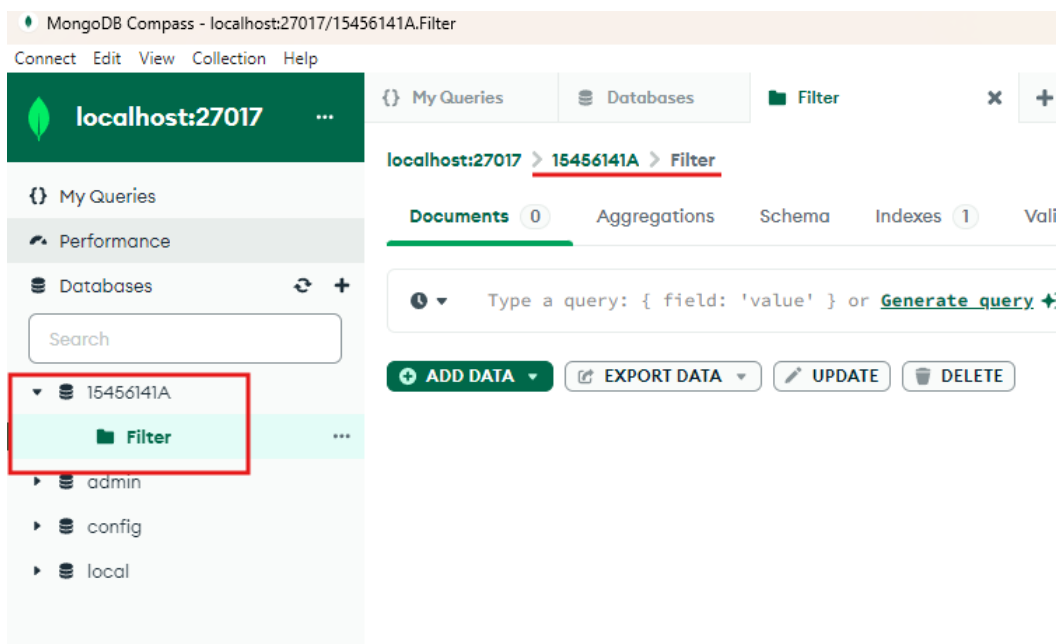 MongoDB Compass - localhost:27017/15456141A.Filter
Connect Edit View Collection Help
localhost:27017 ...
{} My Queries
Performance
Databases
Search
15456141A
Filter ...
admin
config
local
{} My Queries Databases Filter
localhost:27017 > 15456141A > Filter
Documents 0 Aggregations Schema Indexes 1 Vali
Type a query: { field: 'value' } or Generate query
ADD DATA EXPORT DATA UPDATE DELETE